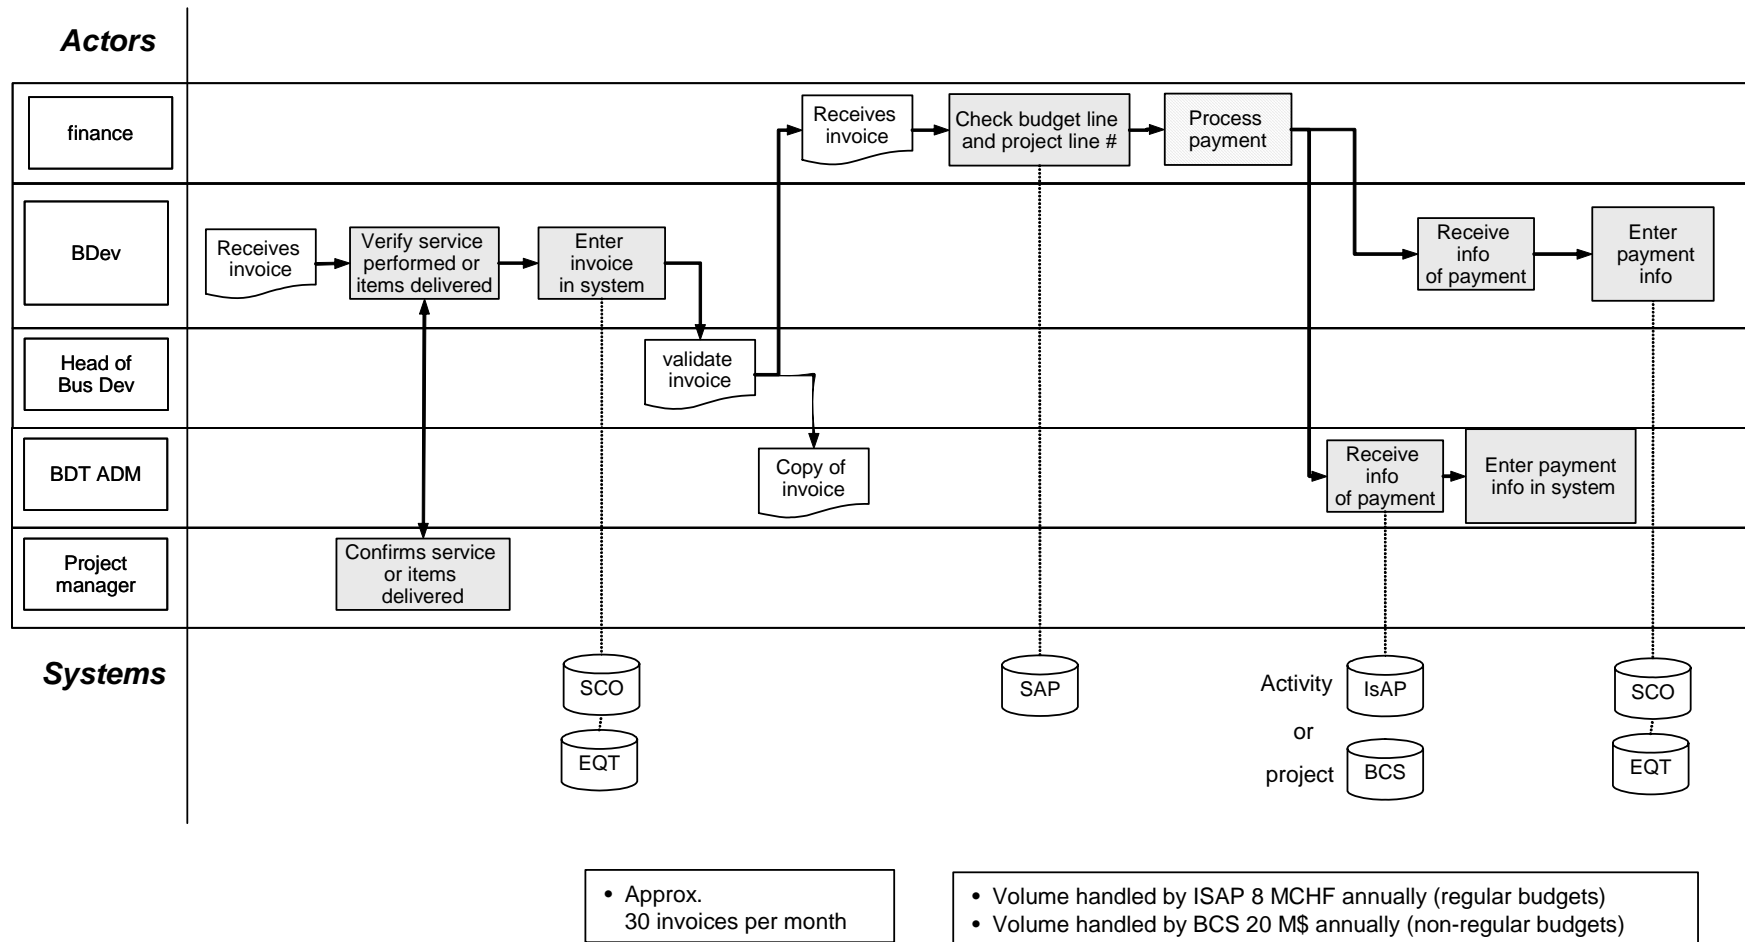 Actors
finance
Receives
invoice
Check budget line
and project line #
Process
payment
BDev
Receives
invoice
Verify service
performed or
items delivered
Enter
invoice
in system
Receive
info
of payment
Enter
payment
info
Head of
Bus Dev
validate
invoice
BDT ADM
Copy of
invoice
Receive
info
of payment
Enter payment
info in system
Project
manager
Confirms service
or items
delivered
Systems
SCO
EQT
SAP
Activity
or
project
IsAP
BCS
SCO
EQT
• Approx.
30 invoices per month
• Volume handled by ISAP 8 MCHF annually (regular budgets)
• Volume handled by BCS 20 M$ annually (non-regular budgets)